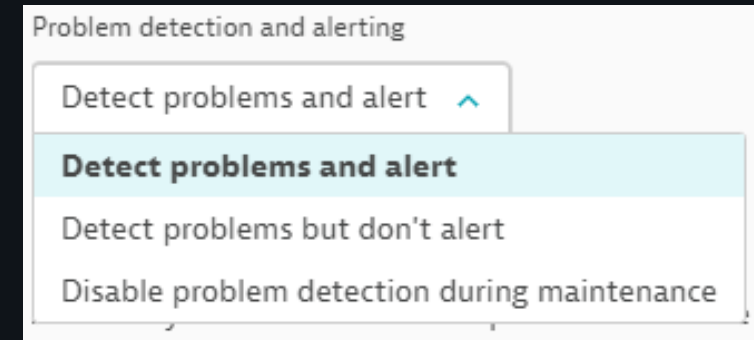 Problem detection and alerting
Detect problems and alert
Detect problems and alert
Detect problems but don't alert
Disable problem detection during maintenance